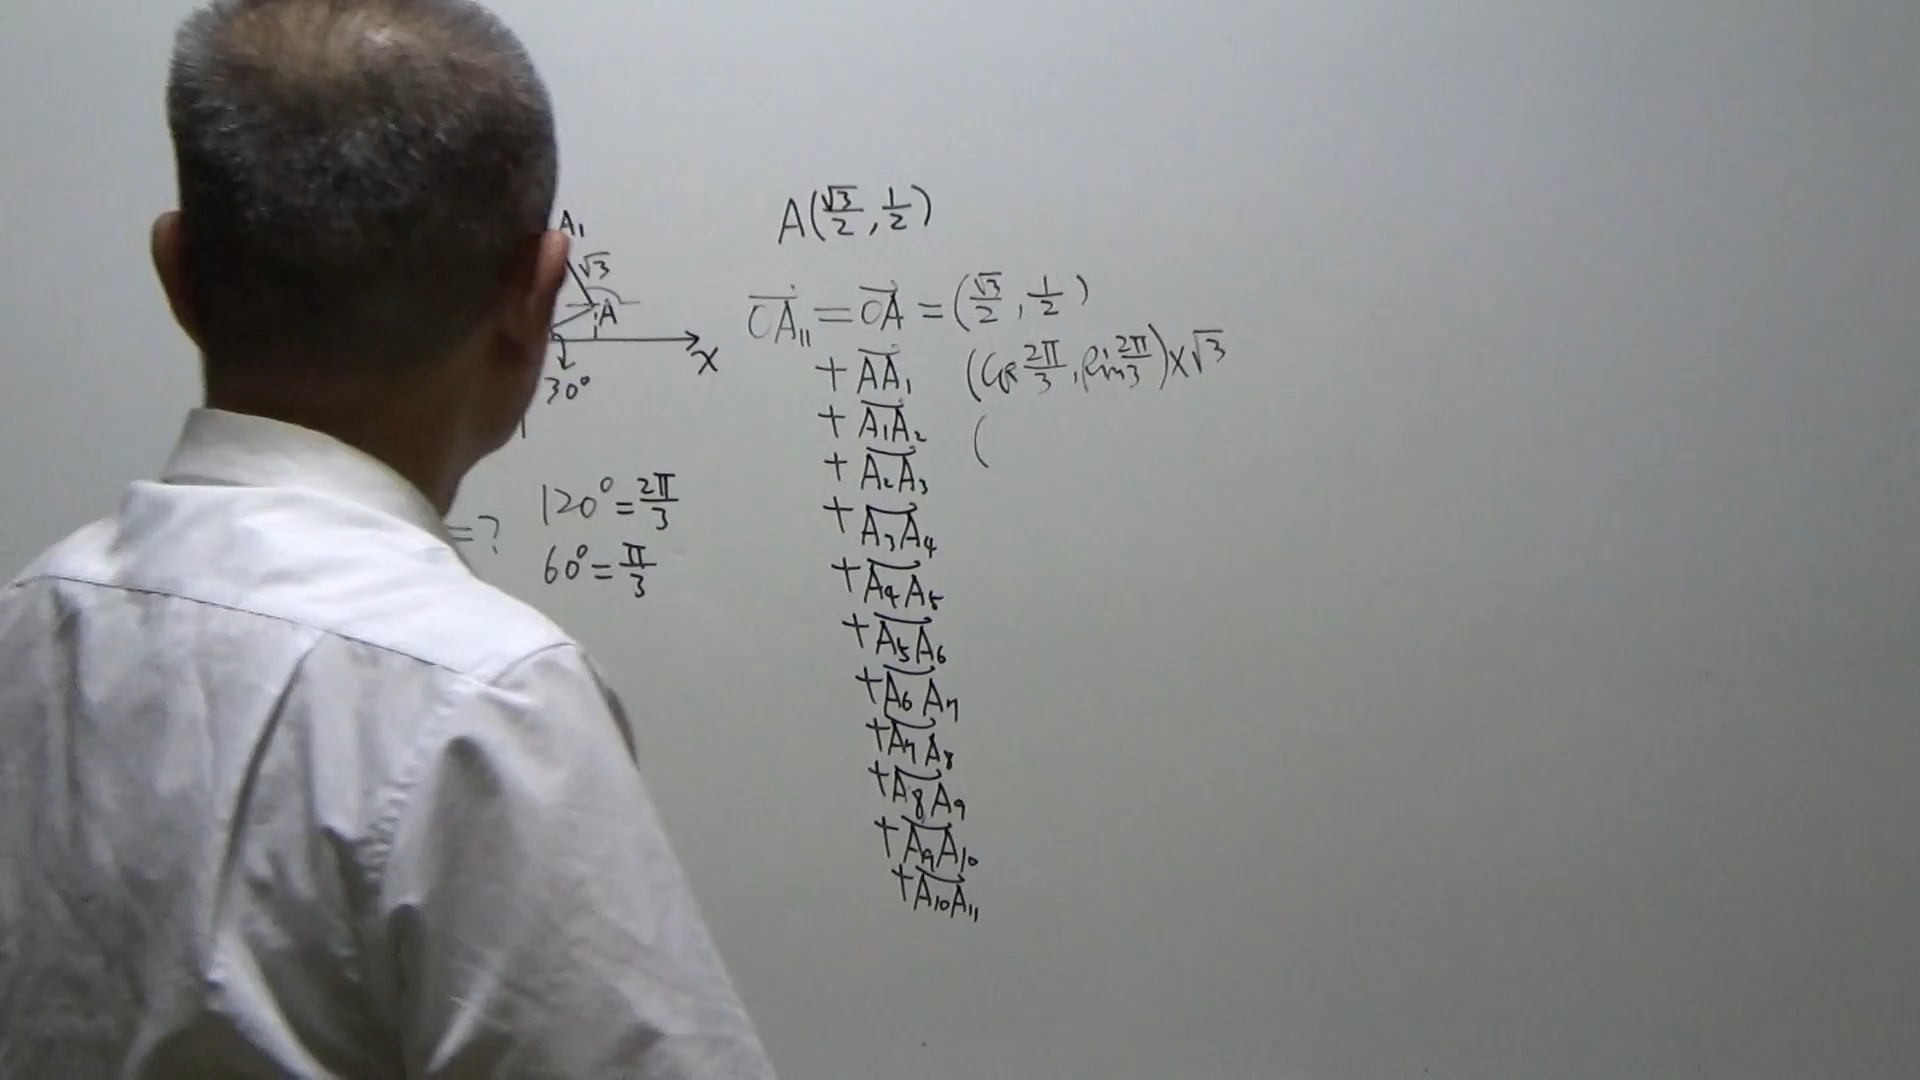 A₁
√3
A
X
30°
=?
120°=2π/3
60°=π/3
A(√3/2, 1/2)
OA₁₁=OA=(√3/2, 1/2)
+AA₁ (cos 2π/3, sin 2π/3)×√3
+A₁A₂ (
+A₂A₃
+A₃A₄
+A₄A₅
+A₅A₆
+A₆A₇
+A₇A₈
+A₈A₉
+A₉A₁₀
+A₁₀A₁₁